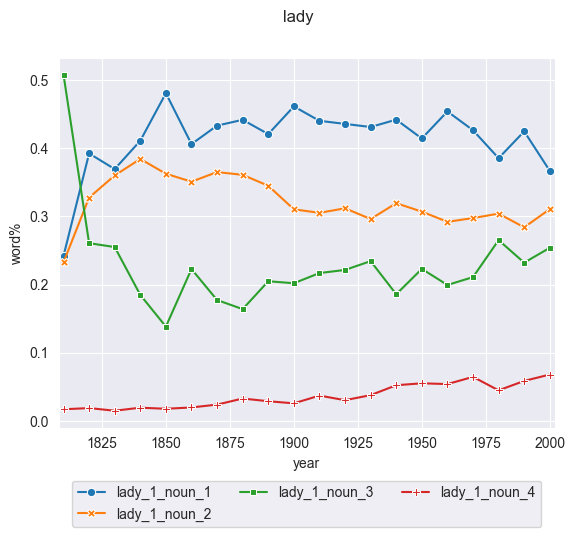 lady
0.5
0.4
0.3
0.2
0.1
0.0
word%
1825 1850 1875 1900 1925 1950 1975 2000
year
lady_1_noun_1 lady_1_noun_3 lady_1_noun_4
lady_1_noun_2